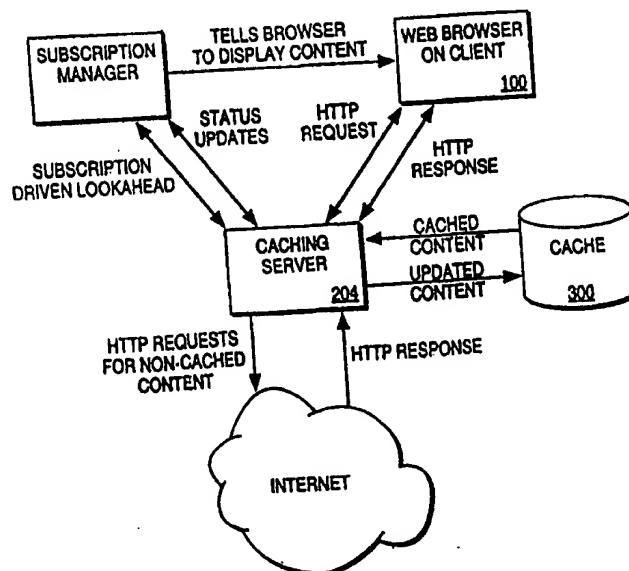 SUBSCRIPTION
MANAGER
TELLS BROWSER
TO DISPLAY CONTENT
WEB BROWSER
ON CLIENT
100
STATUS
UPDATES
HTTP
REQUEST
SUBSCRIPTION
DRIVEN LOOKAHEAD
HTTP
RESPONSE
CACHING
SERVER
204
CACHED
CONTENT
UPDATED
CONTENT
CACHE
300
HTTP REQUESTS
FOR NON-CACHED
CONTENT
HTTP RESPONSE
INTERNET